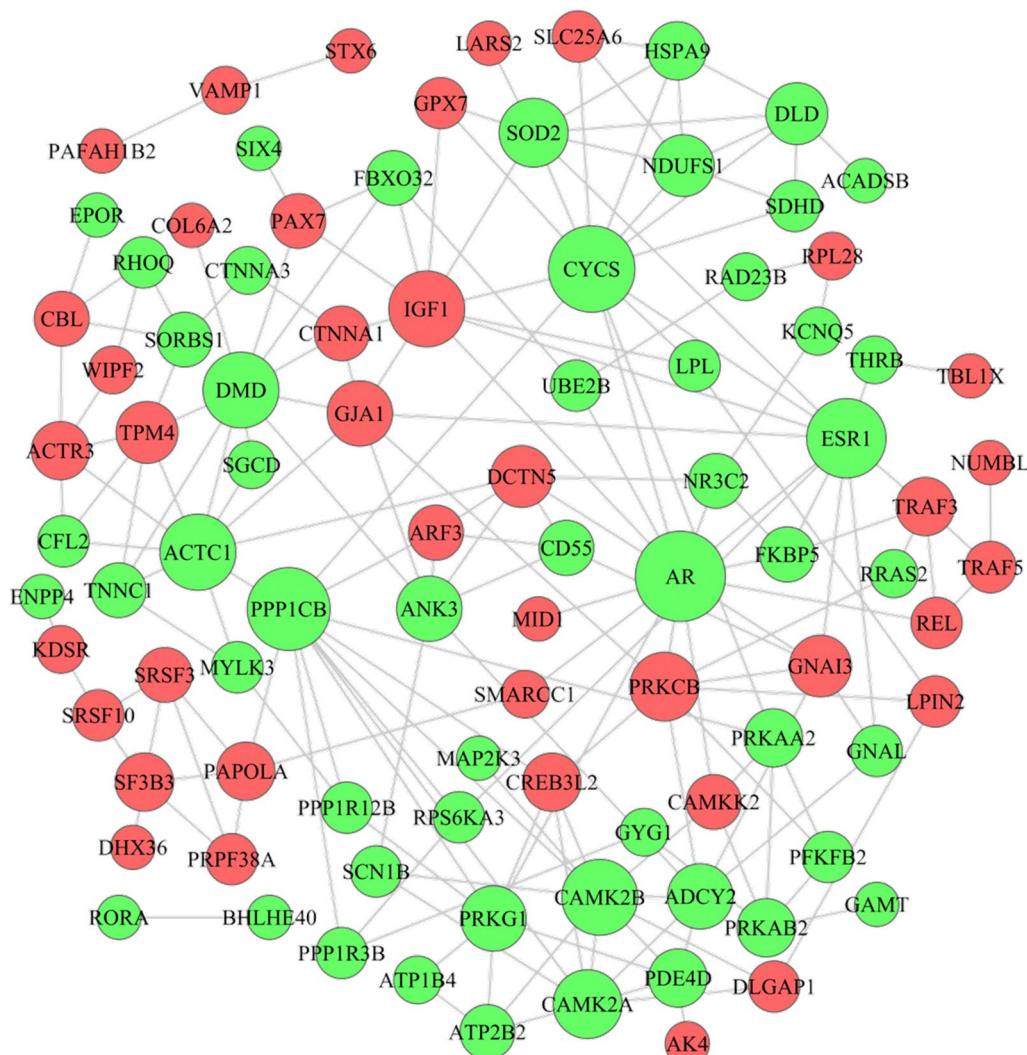 STX6
LARS2
SLC25A6
HSPA9
VAMP1
GPX7
DLD
SOD2
PAFAH1B2
SIX4
NDUFS1
FBXO32
ACADSB
SDHD
EPOR
COL6A2
PAX7
RHOQ
CTNNA3
CYCS
RAD23B
RPL28
CBL
IGF1
CTNNA1
SORBS1
KCNQ5
WIPF2
THRB
TBL1X
LPL
UBE2B
DMD
GJA1
ESR1
TPM4
ACTR3
SGCD
DCTN5
NR3C2
NUMBL
TRAF3
ARF3
CFL2
ACTC1
CD55
FKBP5
TRAF5
RRAS2
AR
TNNC1
ENPP4
PPP1CB
ANK3
MID1
REL
KDSR
SRSF3
MYLK3
GNAI3
PRKCB
SMARCC1
LPIN2
SRSF10
PRKAA2
GNAL
MAP2K3
PAPOLA
SF3B3
CREB3L2
CAMKK2
PPP1R12B
RPS6KA3
GYG1
DHX36
PRPF38A
PFKFB2
SCN1B
CAMK2B
ADCY2
GAMT
RORA
BHLHE40
PRKG1
PRKAB2
PPP1R3B
ATP1B4
PDE4D
DLGAP1
CAMK2A
ATP2B2
AK4